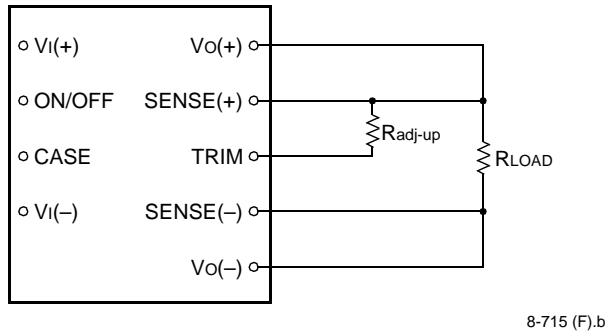 VI(+) VO(+)
ON/OFF SENSE(+)
Radj-up
CASE TRIM
RLOAD
VI(–) SENSE(–)
VO(–)
8-715 (F).b